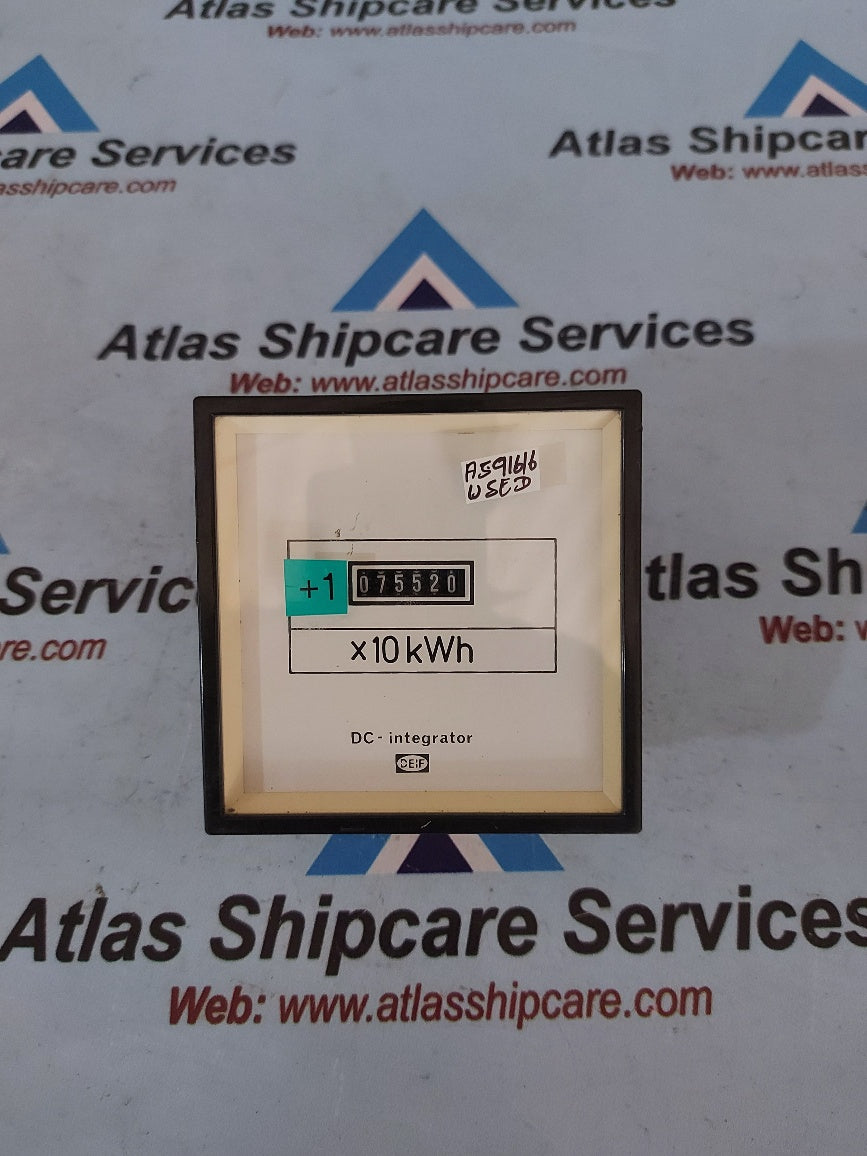 Atlas Shipcare Services
Web: www.atlasshipcare.com
are Services
asshipcare.com
Atlas Shipcar
Web: www.atlass
Atlas Shipcare Services
Web: www.atlasshipcare.com
A591616
USED
+1 075520
x10 kWh
DC-integrator
DEIF
Servic
re.com
tlas Sh
Web: w
Atlas Shipcare Services
Web: www.atlasshipcare.com